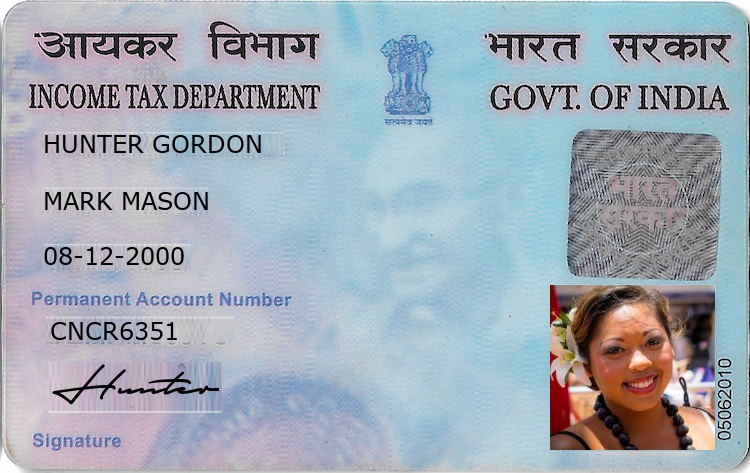 आयकर विभाग
भारत सरकार
INCOME TAX DEPARTMENT
GOVT. OF INDIA
सत्यमेव जयते
HUNTER GORDON
MARK MASON
08-12-2000
भारत
सरकार
Permanent Account Number
CNCR6351
Hunter
Signature
05062010